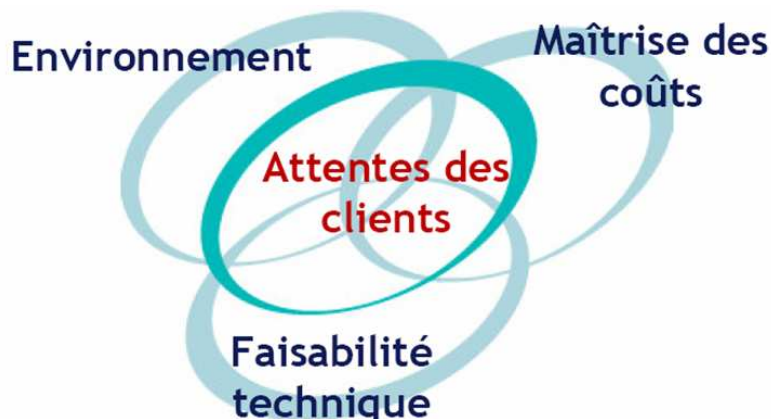 Environnement
Maîtrise des
coûts
Attentes des
clients
Faisabilité
technique